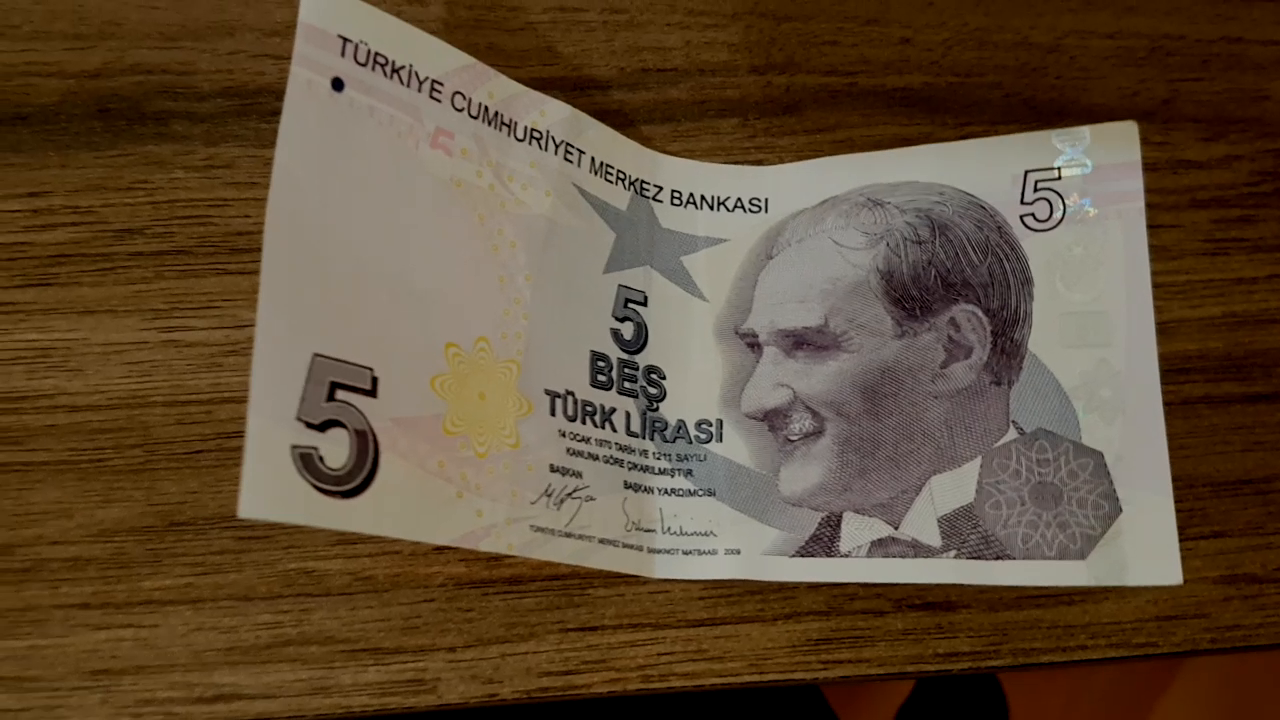 TÜRKİYE CUMHURİYET MERKEZ BANKASI
5
5
5
BEŞ
TÜRK LİRASI
14 OCAK 1970 TARİH VE 1211 SAYILI
KANUNA GÖRE ÇIKARILMIŞTIR.
BAŞKAN
BAŞKAN YARDIMCISI
TÜRKİYE CUMHURİYET MERKEZ BANKASI BANKNOT MATBAASI 2009
5